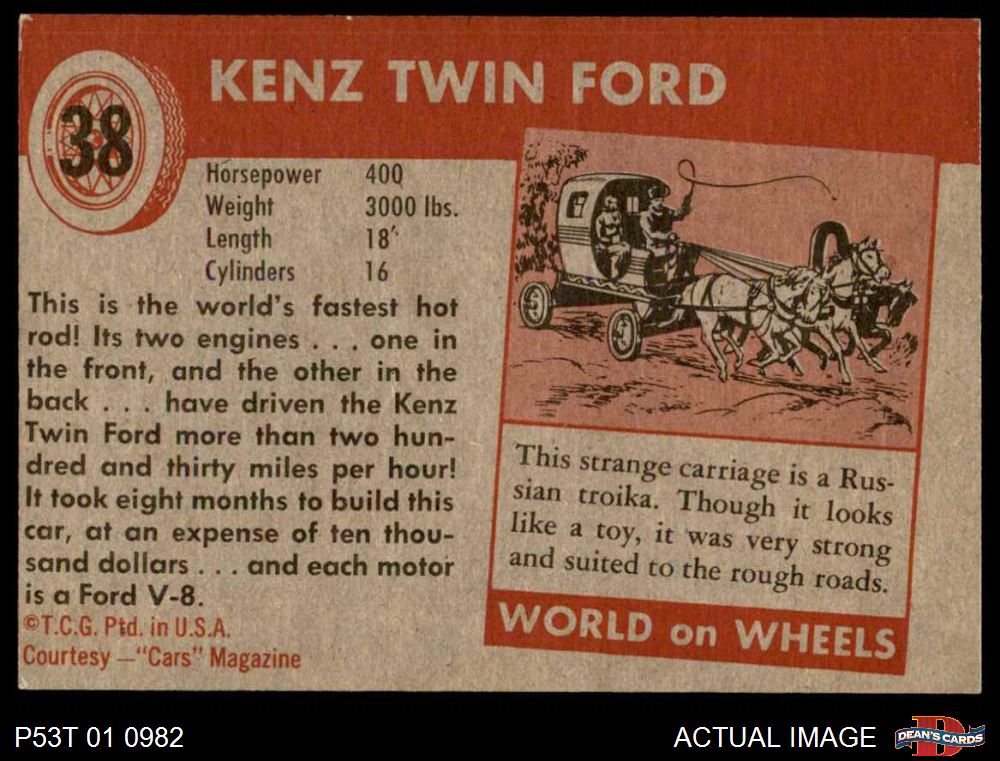 38
KENZ TWIN FORD
Horsepower 400
Weight 3000 lbs.
Length 18'
Cylinders 16
This is the world's fastest hot
rod! Its two engines . . . one in
the front, and the other in the
back . . . have driven the Kenz
Twin Ford more than two hun-
dred and thirty miles per hour!
It took eight months to build this
car, at an expense of ten thou-
sand dollars . . . and each motor
is a Ford V-8.
©T.C.G. Ptd. in U.S.A.
Courtesy —"Cars" Magazine
This strange carriage is a Rus-
sian troika. Though it looks
like a toy, it was very strong
and suited to the rough roads.
WORLD on WHEELS
P53T 01 0982
ACTUAL IMAGE
D
DEAN'S CARDS